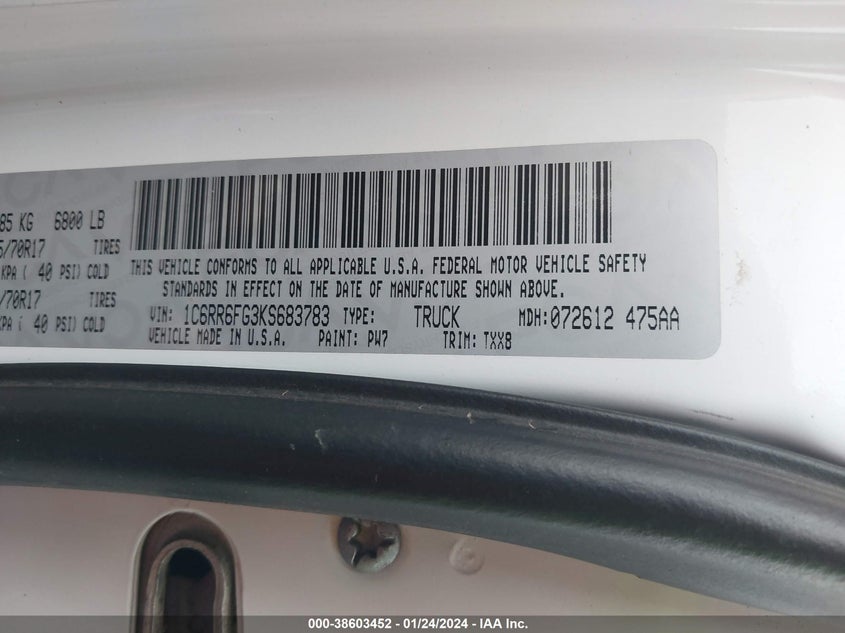 85 KG 6800 LB
/70R17 TIRES
KPA ( 40 PSI) COLD
/70R17 TIRES
KPA ( 40 PSI) COLD
THIS VEHICLE CONFORMS TO ALL APPLICABLE U.S.A. FEDERAL MOTOR VEHICLE SAFETY
STANDARDS IN EFFECT ON THE DATE OF MANUFACTURE SHOWN ABOVE.
VIN: 1C6RR6FG3KS683783 TYPE: TRUCK MDH:072612 475AA
VEHICLE MADE IN U.S.A. PAINT: PW7 TRIM: TXX8
000-38603452 - 01/24/2024 - IAA Inc.